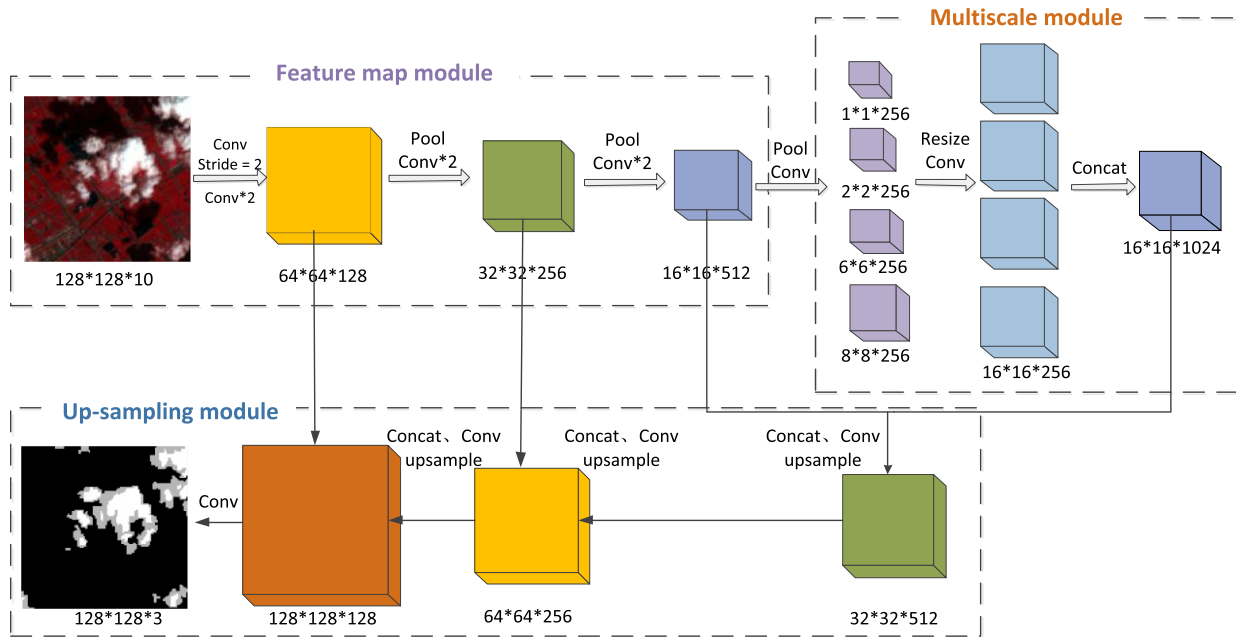 Multiscale module
Feature map module
Conv
Stride = 2
Conv*2
Pool
Conv*2
Pool
Conv*2
Pool
Conv
128*128*10
64*64*128
32*32*256
16*16*512
1*1*256
2*2*256
6*6*256
8*8*256
Resize
Conv
16*16*256
Concat
16*16*1024
Up-sampling module
Conv
Concat、Conv
upsample
Concat、Conv
upsample
Concat、Conv
upsample
128*128*3
128*128*128
64*64*256
32*32*512